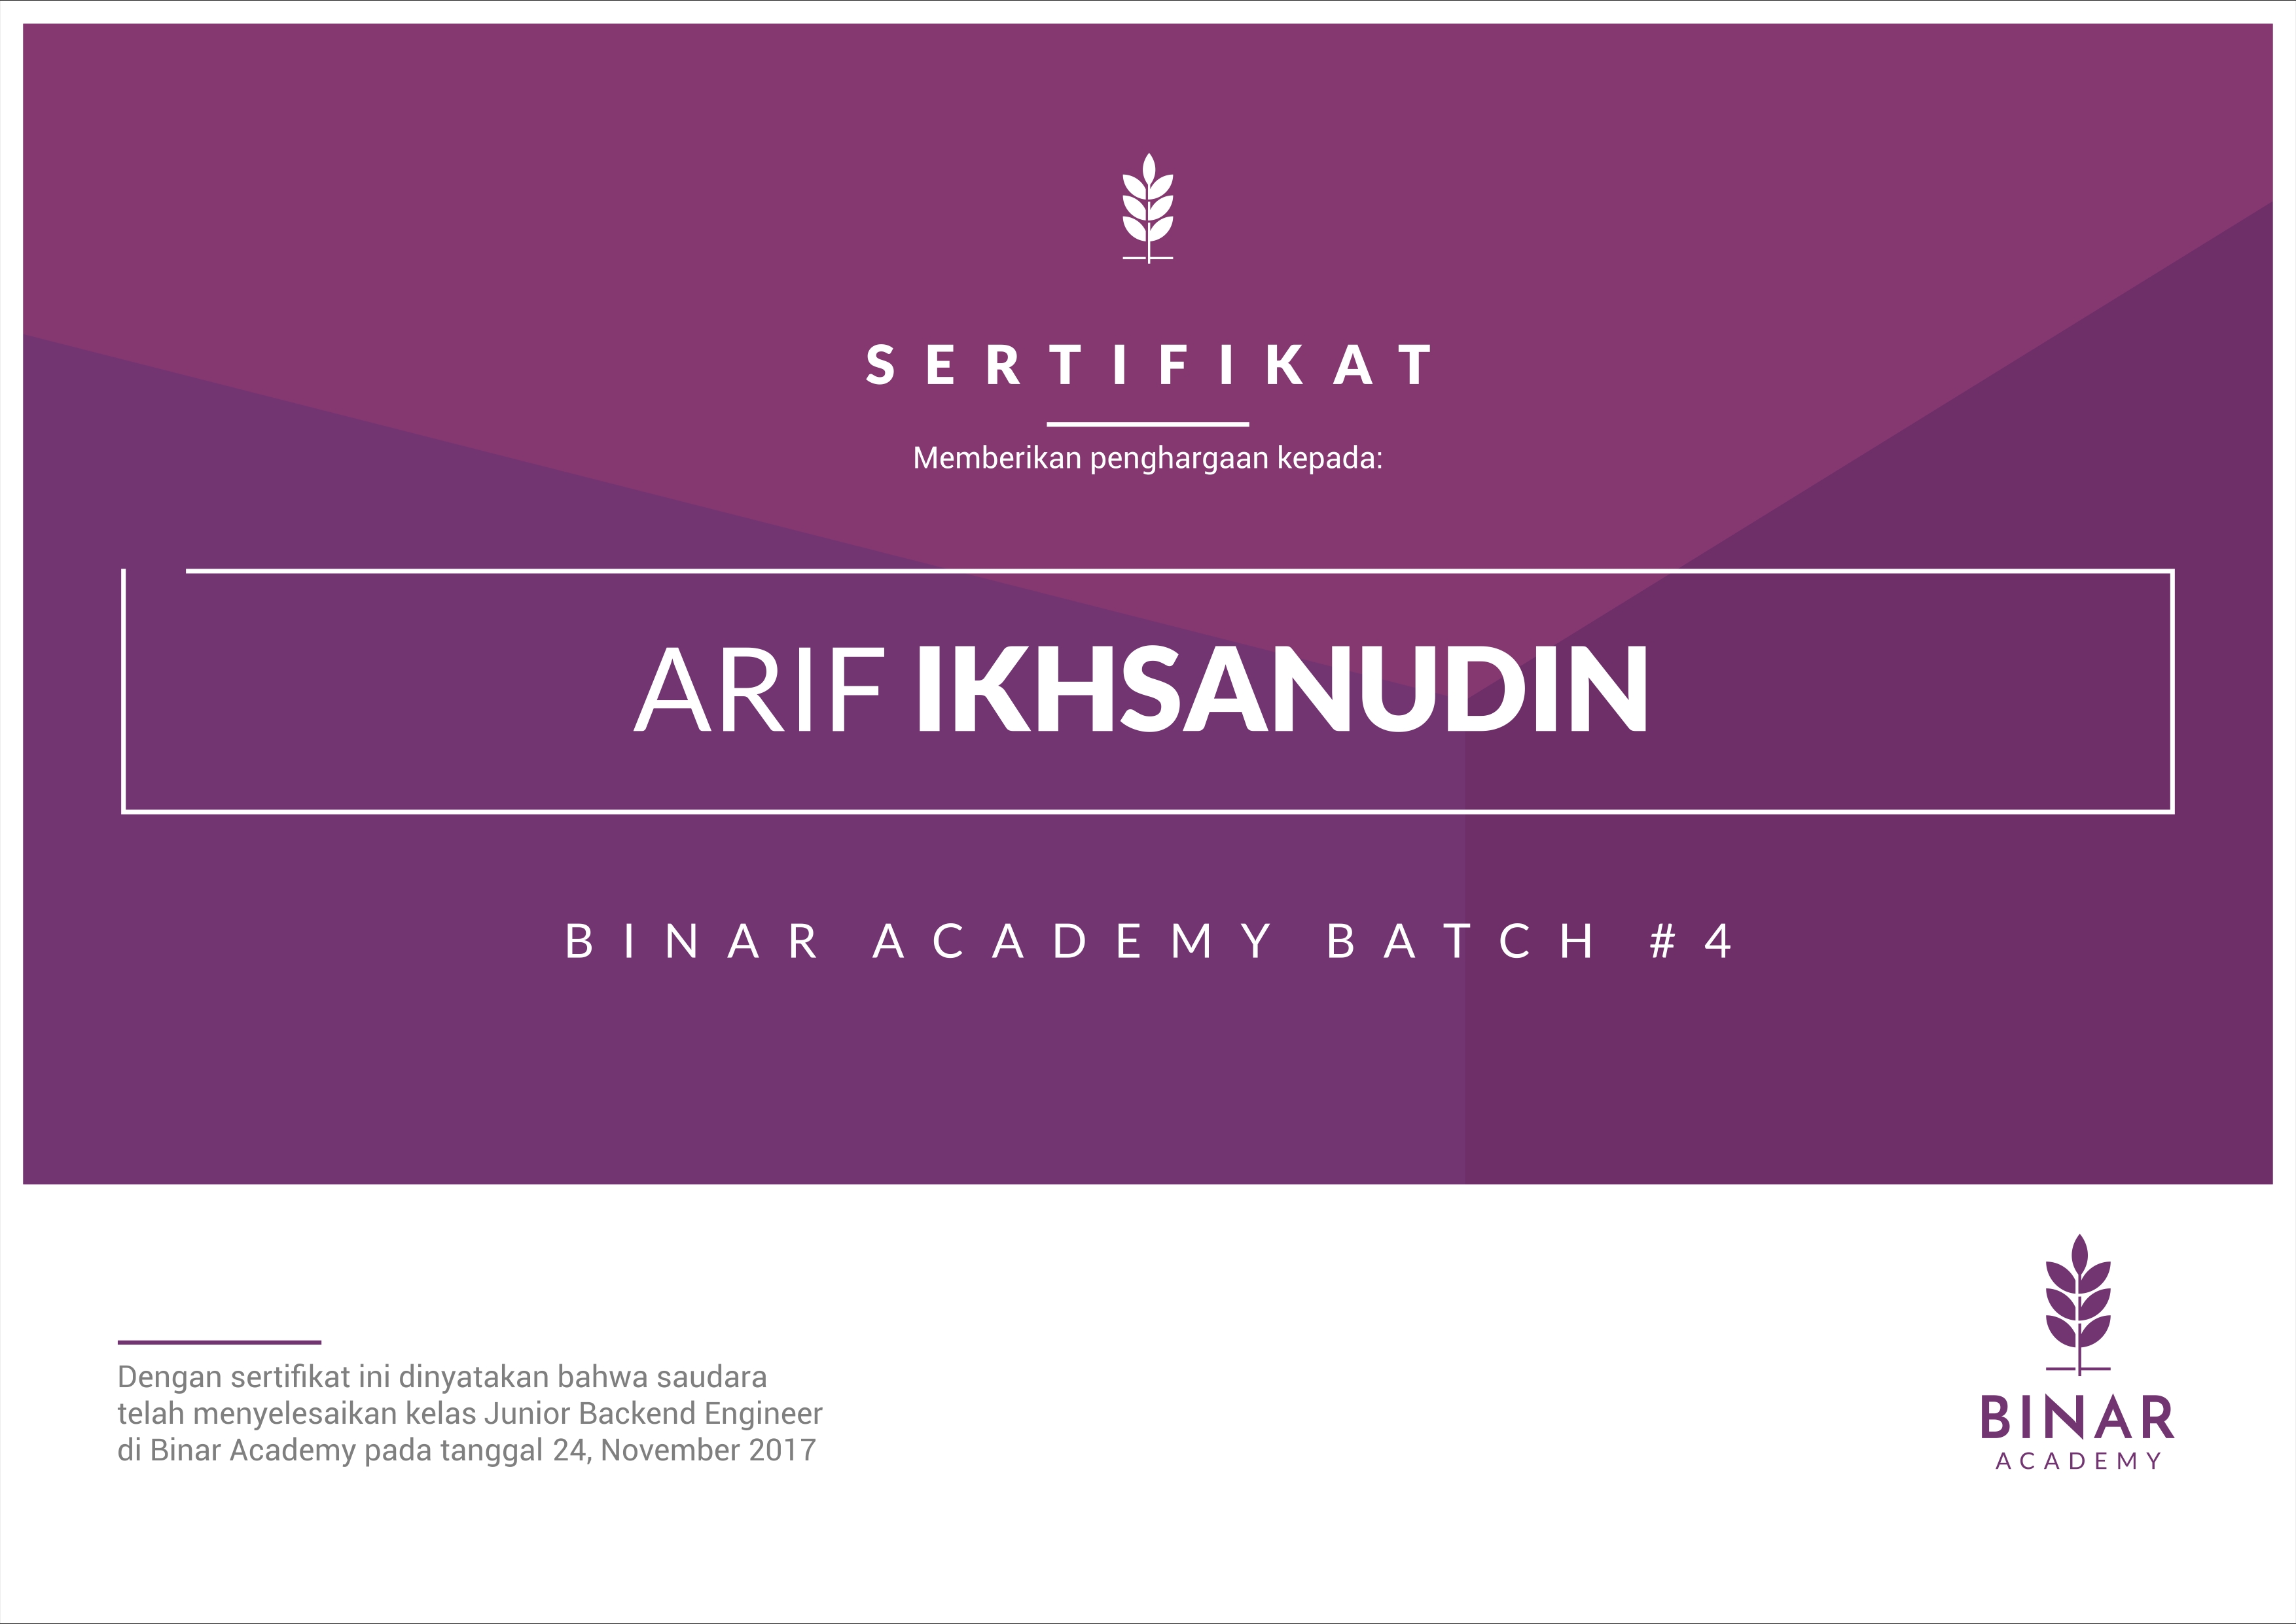 SERTIFIKAT
Memberikan penghargaan kepada:
ARIF IKHSANUDIN
BINAR ACADEMY BATCH #4
Dengan sertifikat ini dinyatakan bahwa saudara
telah menyelesaikan kelas Junior Backend Engineer
di Binar Academy pada tanggal 24, November 2017
BINAR
ACADEMY